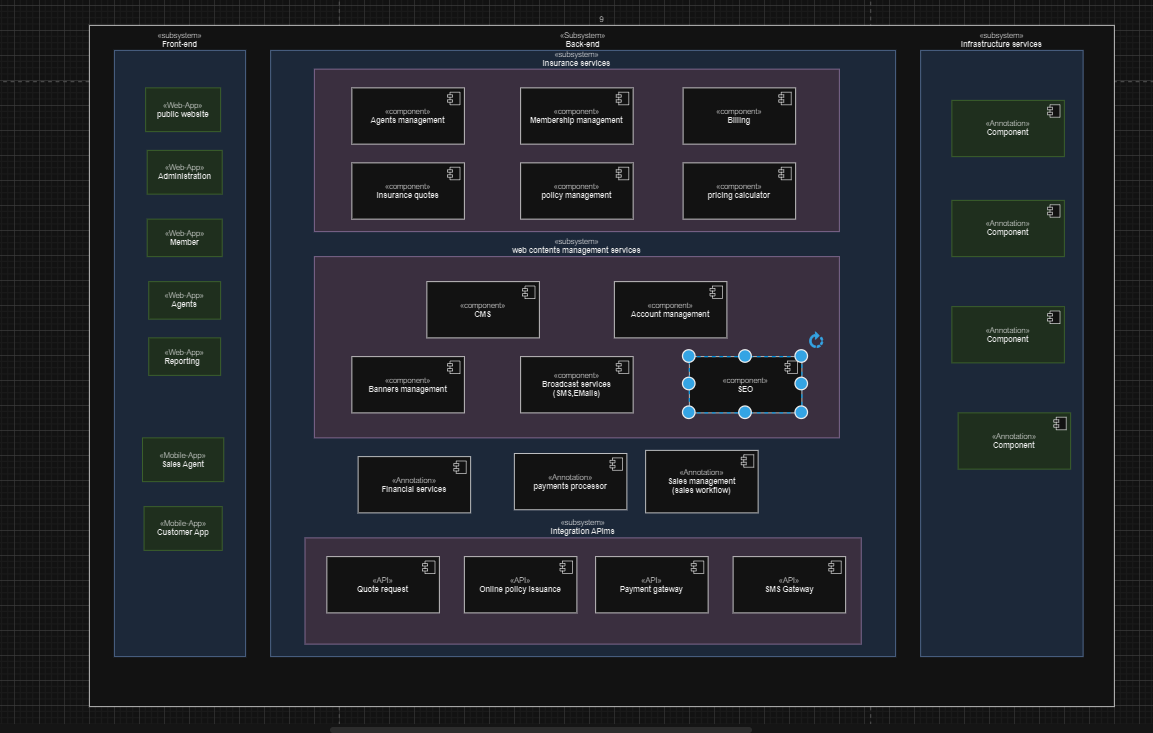 9
«subsystem»
Front-end
«Web-App»
public website
«Web-App»
Administration
«Web-App»
Member
«Web-App»
Agents
«Web-App»
Reporting
«Mobile-App»
Sales Agent
«Mobile-App»
Customer App
«Subsystem»
Back-end
«subsystem»
Insurance services
«component»
Agents management
«component»
Membership management
«component»
Billing
«component»
Insurance quotes
«component»
policy management
«component»
pricing calculator
«subsystem»
web contents management services
«component»
CMS
«component»
Account management
«component»
Banners management
«component»
Broadcast services
(SMS,EMails)
«component»
SEO
«Annotation»
Financial services
«Annotation»
payments processor
«Annotation»
Sales management
(sales workflow)
«subsystem»
Integration APIms
«API»
Quote request
«API»
Online policy issuance
«API»
Payment gateway
«API»
SMS Gateway
«subsystem»
Infrastructure services
«Annotation»
Component
«Annotation»
Component
«Annotation»
Component
«Annotation»
Component